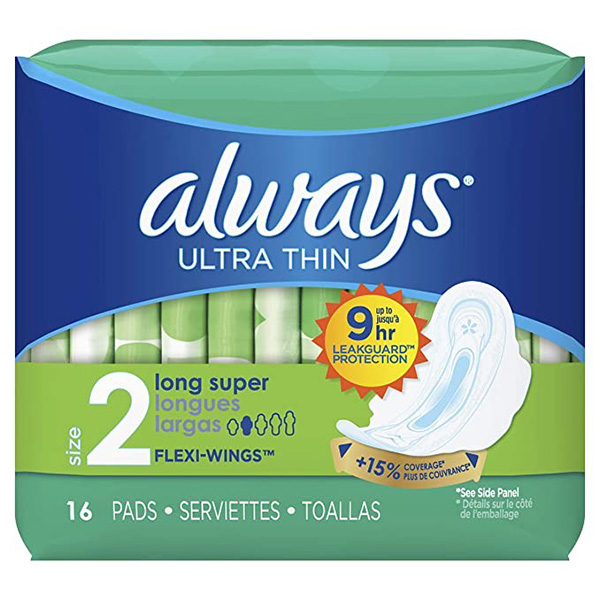 always®
ULTRA THIN
up to
jusqu'à
9 hr
LEAKGUARD™
PROTECTION
size 2
long super
longues
largas
FLEXI-WINGS™
+15% COVERAGE*
PLUS DE COUVRANCE*
*See Side Panel
* Détails sur le côté
de l'emballage
16 PADS • SERVIETTES • TOALLAS